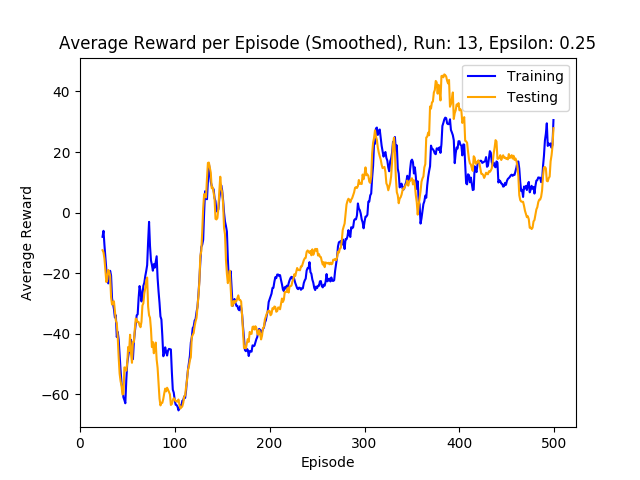 Average Reward per Episode (Smoothed), Run: 13, Epsilon: 0.25
Training
Testing
Average Reward
40
20
0
−20
−40
−60
0 100 200 300 400 500
Episode